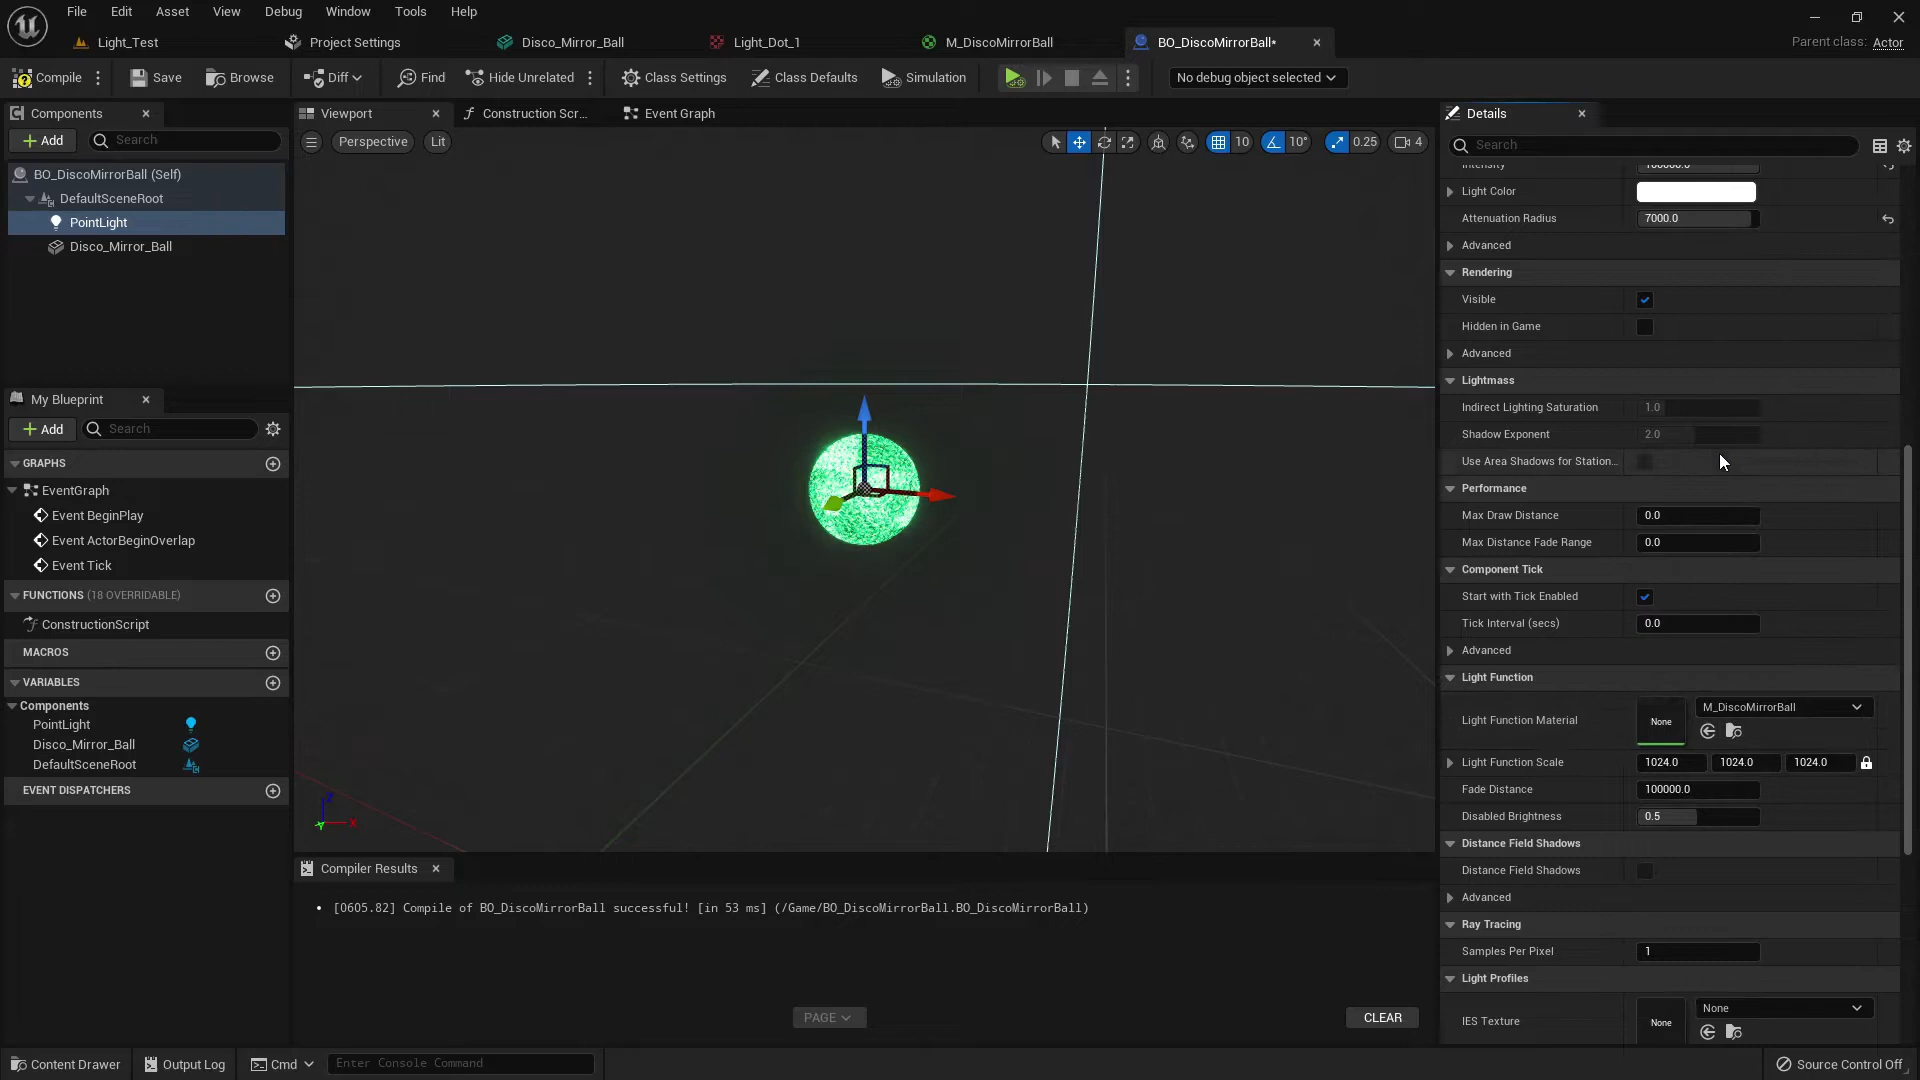 File Edit Asset View Debug Window Tools Help
Light_Test Project Settings Disco_Mirror_Ball Light_Dot_1 M_DiscoMirrorBall BO_DiscoMirrorBall* Parent class: Actor
Compile Save Browse Diff Find Hide Unrelated Class Settings Class Defaults Simulation No debug object selected
Components
Add Search
BO_DiscoMirrorBall (Self)
DefaultSceneRoot
PointLight
Disco_Mirror_Ball
My Blueprint
Add Search
GRAPHS
EventGraph
Event BeginPlay
Event ActorBeginOverlap
Event Tick
FUNCTIONS (18 OVERRIDABLE)
ConstructionScript
MACROS
VARIABLES
Components
PointLight
Disco_Mirror_Ball
DefaultSceneRoot
EVENT DISPATCHERS
Viewport Construction Scr... Event Graph
Perspective Lit 10 10° 0.25 4
Z
X
Y
Compiler Results
[0605.82] Compile of BO_DiscoMirrorBall successful! [in 53 ms] (/Game/BO_DiscoMirrorBall.BO_DiscoMirrorBall)
PAGE CLEAR
Details
Search
Intensity 100000.0
Light Color
Attenuation Radius 7000.0
Advanced
Rendering
Visible
Hidden in Game
Advanced
Lightmass
Indirect Lighting Saturation 1.0
Shadow Exponent 2.0
Use Area Shadows for Station...
Performance
Max Draw Distance 0.0
Max Distance Fade Range 0.0
Component Tick
Start with Tick Enabled
Tick Interval (secs) 0.0
Advanced
Light Function
Light Function Material None M_DiscoMirrorBall
Light Function Scale 1024.0 1024.0 1024.0
Fade Distance 100000.0
Disabled Brightness 0.5
Distance Field Shadows
Distance Field Shadows
Advanced
Ray Tracing
Samples Per Pixel 1
Light Profiles
IES Texture None None
Content Drawer Output Log Cmd Enter Console Command Source Control Off